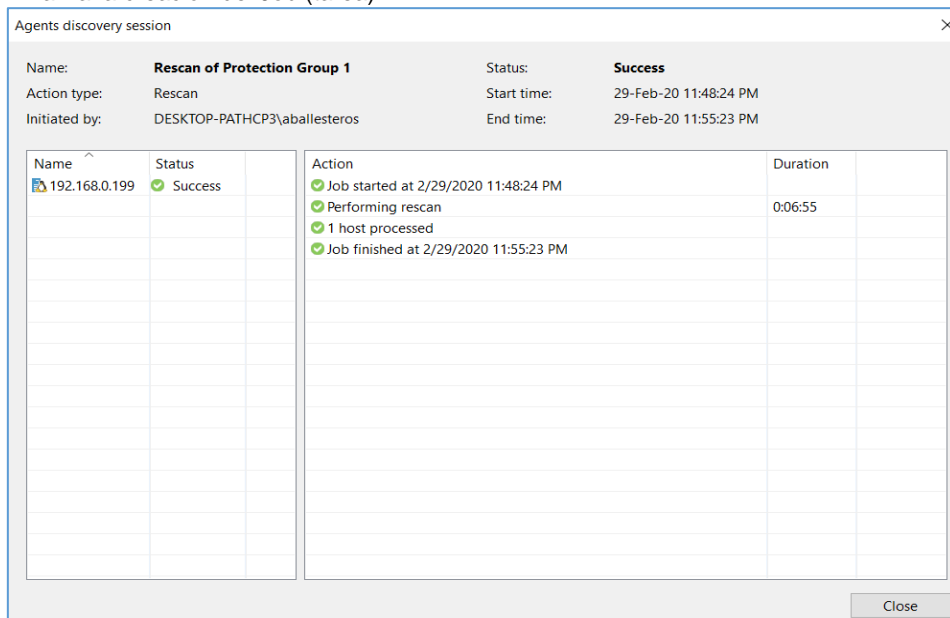 Agents discovery session
Name: Rescan of Protection Group 1 Status: Success
Action type: Rescan Start time: 29-Feb-20 11:48:24 PM
Initiated by: DESKTOP-PATHCP3\aballesteros End time: 29-Feb-20 11:55:23 PM
Name Status Action Duration
192.168.0.199 Success Job started at 2/29/2020 11:48:24 PM
Performing rescan 0:06:55
1 host processed
Job finished at 2/29/2020 11:55:23 PM
Close